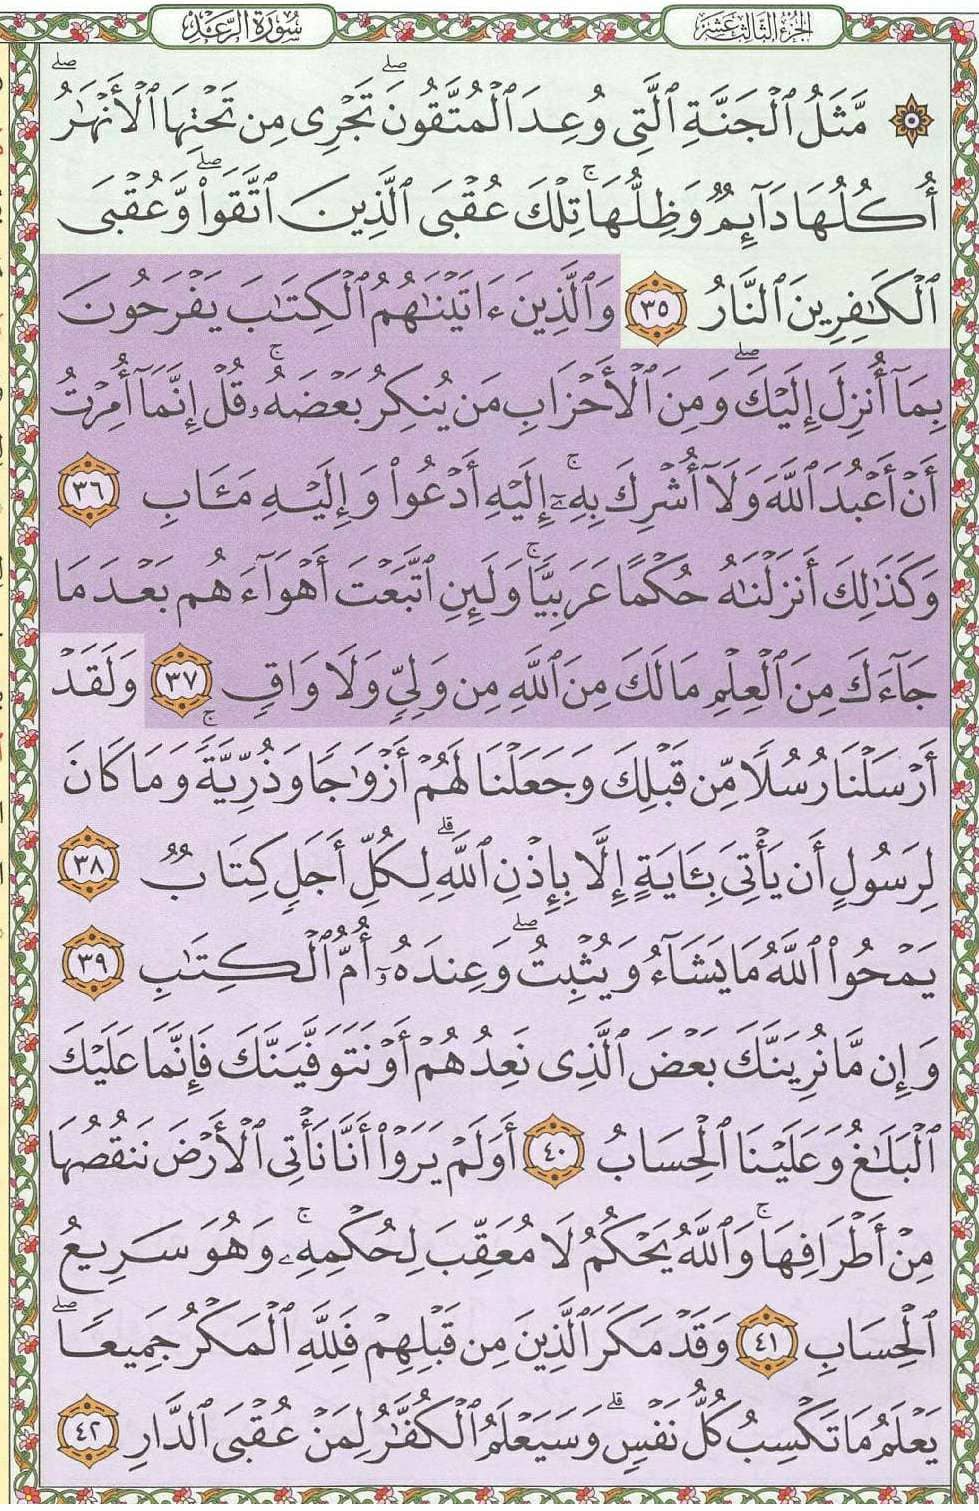 الجزء الثالث عشر
سورة الرعد
۞ مَّثَلُ ٱلْجَنَّةِ ٱلَّتِى وُعِدَ ٱلْمُتَّقُونَۖ تَجْرِى مِن تَحْتِهَا ٱلْأَنْهَٰرُۖ
أُكُلُهَا دَآئِمٌ وَظِلُّهَاۚ تِلْكَ عُقْبَى ٱلَّذِينَ ٱتَّقَوا۟ۖ وَّعُقْبَى
ٱلْكَٰفِرِينَ ٱلنَّارُ ٣٥ وَٱلَّذِينَ ءَاتَيْنَٰهُمُ ٱلْكِتَٰبَ يَفْرَحُونَ
بِمَآ أُنزِلَ إِلَيْكَۖ وَمِنَ ٱلْأَحْزَابِ مَن يُنكِرُ بَعْضَهُۥۚ قُلْ إِنَّمَآ أُمِرْتُ
أَنْ أَعْبُدَ ٱللَّهَ وَلَآ أُشْرِكَ بِهِۦٓۚ إِلَيْهِ أَدْعُوا۟ وَإِلَيْهِ مَـَٔابِ ٣٦
وَكَذَٰلِكَ أَنزَلْنَٰهُ حُكْمًا عَرَبِيًّاۚ وَلَئِنِ ٱتَّبَعْتَ أَهْوَآءَهُم بَعْدَ مَا
جَآءَكَ مِنَ ٱلْعِلْمِ مَا لَكَ مِنَ ٱللَّهِ مِن وَلِىٍّ وَلَا وَاقٍ ٣٧ وَلَقَدْ
أَرْسَلْنَا رُسُلًا مِّن قَبْلِكَ وَجَعَلْنَا لَهُمْ أَزْوَٰجًا وَذُرِّيَّةًۚ وَمَا كَانَ
لِرَسُولٍ أَن يَأْتِىَ بِـَٔايَةٍ إِلَّا بِإِذْنِ ٱللَّهِۗ لِكُلِّ أَجَلٍ كِتَابٌ ٣٨
يَمْحُوا۟ ٱللَّهُ مَا يَشَآءُ وَيُثْبِتُۖ وَعِندَهُۥٓ أُمُّ ٱلْكِتَٰبِ ٣٩
وَإِن مَّا نُرِيَنَّكَ بَعْضَ ٱلَّذِى نَعِدُهُمْ أَوْ نَتَوَفَّيَنَّكَ فَإِنَّمَا عَلَيْكَ
ٱلْبَلَٰغُ وَعَلَيْنَا ٱلْحِسَابُ ٤٠ أَوَلَمْ يَرَوْا۟ أَنَّا نَأْتِى ٱلْأَرْضَ نَنقُصُهَا
مِنْ أَطْرَافِهَاۚ وَٱللَّهُ يَحْكُمُ لَا مُعَقِّبَ لِحُكْمِهِۦۚ وَهُوَ سَرِيعُ
ٱلْحِسَابِ ٤١ وَقَدْ مَكَرَ ٱلَّذِينَ مِن قَبْلِهِمْ فَلِلَّهِ ٱلْمَكْرُ جَمِيعًاۖ
يَعْلَمُ مَا تَكْسِبُ كُلُّ نَفْسٍۗ وَسَيَعْلَمُ ٱلْكُفَّٰرُ لِمَنْ عُقْبَى ٱلدَّارِ ٤٢